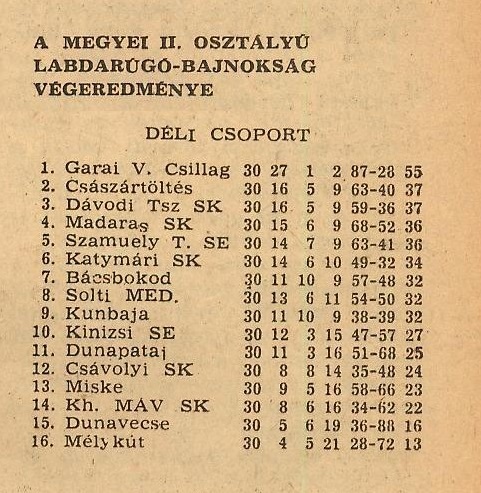 A MEGYEI II. OSZTÁLYÚ
LABDARÚGÓ-BAJNOKSÁG
VÉGEREDMÉNYE
DÉLI CSOPORT
1. Garai V. Csillag 30 27 1 2 87-28 55
2. Császártöltés 30 16 5 9 63-40 37
3. Dávodi Tsz SK 30 16 5 9 59-36 37
4. Madaras SK 30 15 6 9 68-52 36
5. Szamuely T. SE 30 14 7 9 63-41 36
6. Katymári SK 30 14 6 10 49-32 34
7. Bácsbokod 30 11 10 9 57-48 32
8. Solti MED. 30 13 6 11 54-50 32
9. Kunbaja 30 11 10 9 38-39 32
10. Kinizsi SE 30 12 3 15 47-57 27
11. Dunapataj 30 11 3 16 51-68 25
12. Csávolyi SK 30 8 8 14 35-48 24
13. Miske 30 9 5 16 58-66 23
14. Kh. MÁV SK 30 8 6 16 34-62 22
15. Dunavecse 30 5 6 19 36-88 16
16. Mélykút 30 4 5 21 28-72 13